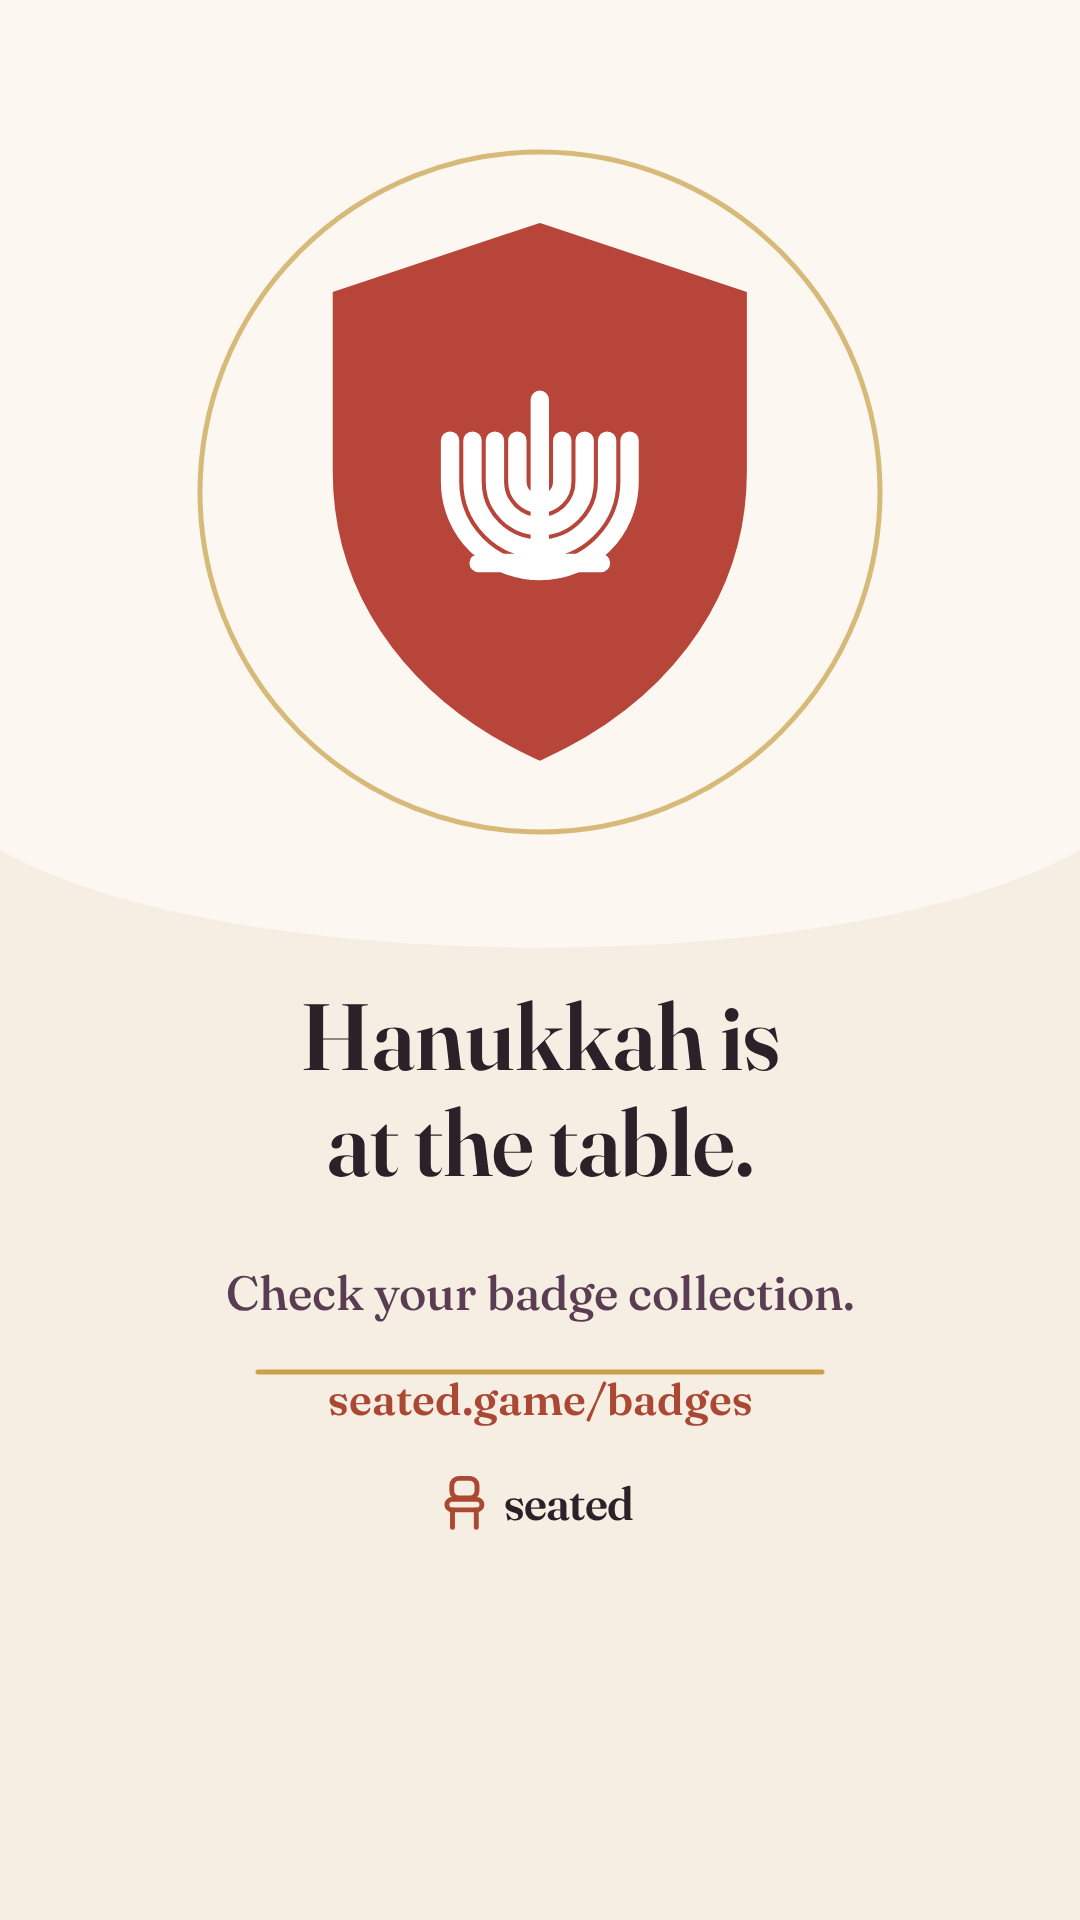 Hanukkah is
at the table.
Check your badge collection.
seated.game/badges
seated